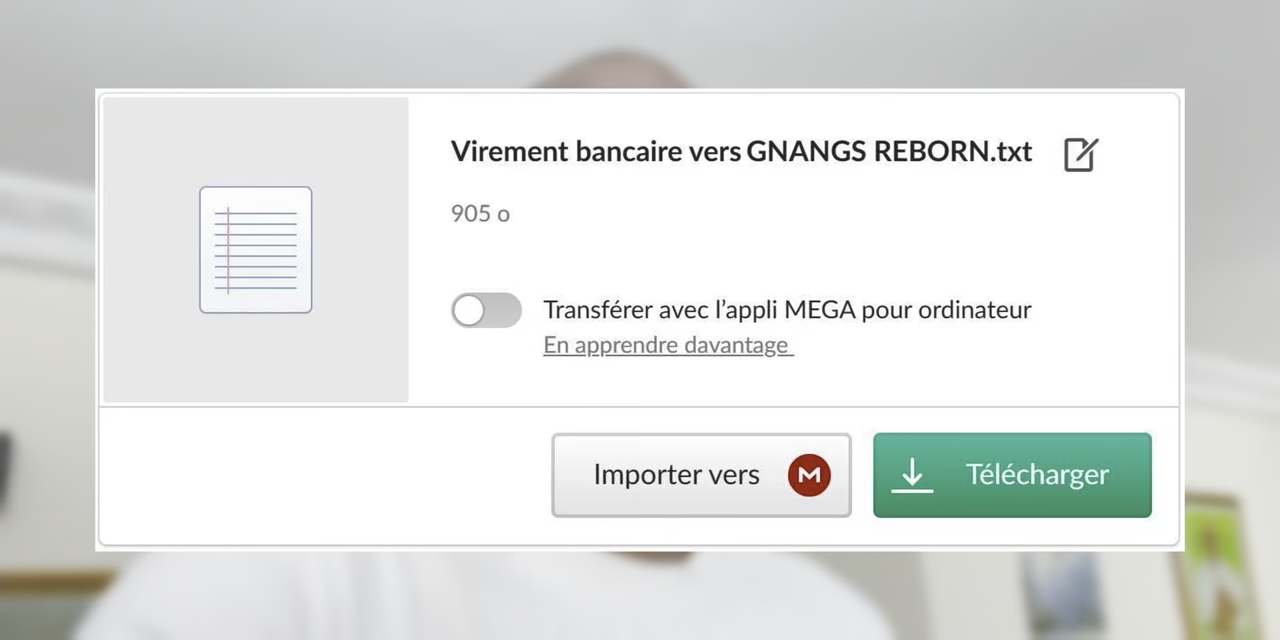 Virement bancaire vers GNANGS REBORN.txt
905 o
Transférer avec l’appli MEGA pour ordinateur
En apprendre davantage
Importer vers M
Télécharger